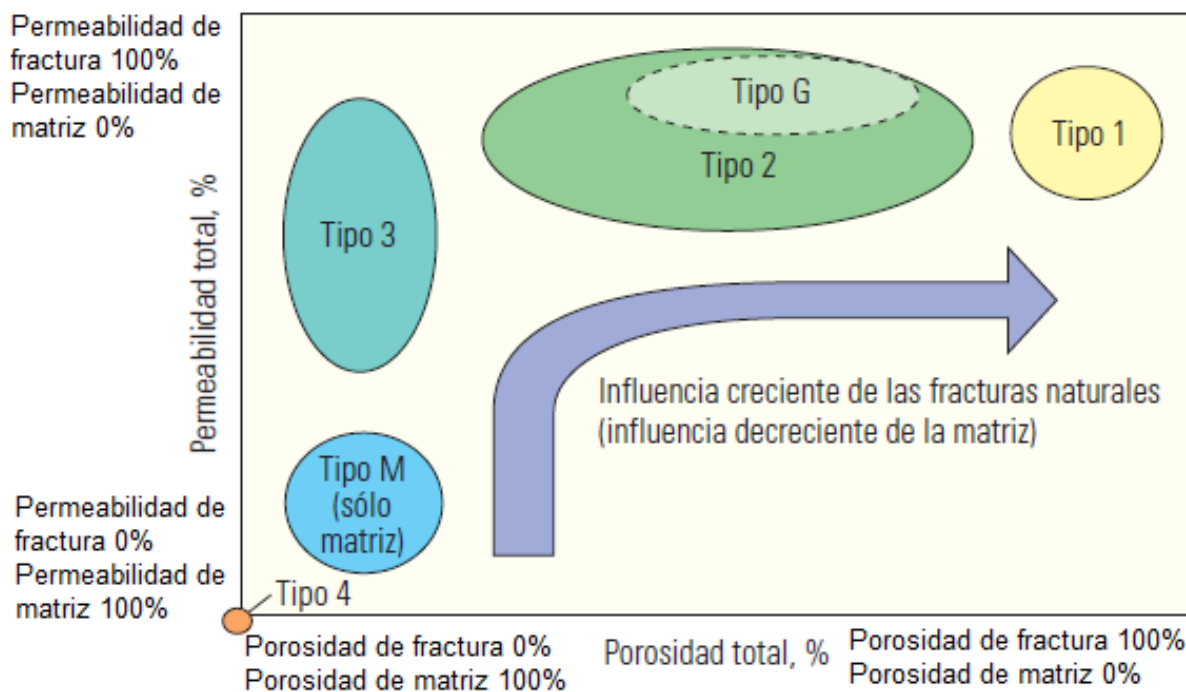 Permeabilidad de
fractura 100%
Permeabilidad de
matriz 0%
Permeabilidad total, %
Permeabilidad de
fractura 0%
Permeabilidad de
matriz 100%
Tipo G
Tipo 2
Tipo 1
Tipo 3
Influencia creciente de las fracturas naturales
(influencia decreciente de la matriz)
Tipo M
(sólo
matriz)
Tipo 4
Porosidad de fractura 0%
Porosidad de matriz 100%
Porosidad total, %
Porosidad de fractura 100%
Porosidad de matriz 0%